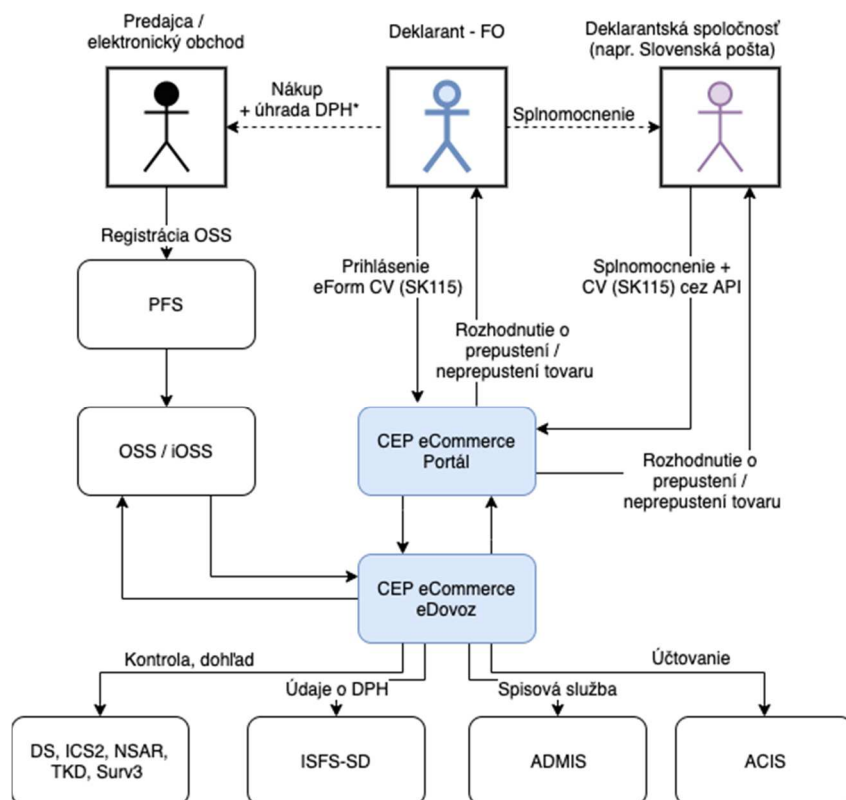 Predajca /
elektronický obchod
Deklarant - FO
Deklarantská spoločnosť
(napr. Slovenská pošta)
Nákup
+ úhrada DPH*
Splnomocnenie
Registrácia OSS
Prihlásenie
eForm CV (SK115)
Splnomocnenie +
CV (SK115) cez API
PFS
Rozhodnutie o
prepustení /
neprepustení tovaru
OSS / iOSS
CEP eCommerce
Portál
Rozhodnutie o
prepustení /
neprepustení tovaru
CEP eCommerce
eDovoz
Kontrola, dohľad
Údaje o DPH
Spisová služba
Účtovanie
DS, ICS2, NSAR,
TKD, Surv3
ISFS-SD
ADMIS
ACIS